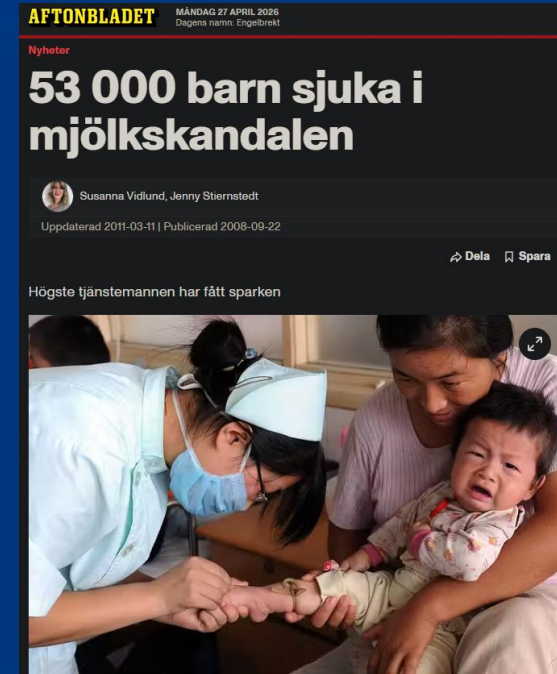 AFTONBLADET
MÅNDAG 27 APRIL 2026
Dagens namn: Engelbrekt
Nyheter
53 000 barn sjuka i
mjölkskandalen
Susanna Vidlund, Jenny Stiernstedt
Uppdaterad 2011-03-11 | Publicerad 2008-09-22
Dela
Spara
Högste tjänstemannen har fått sparken